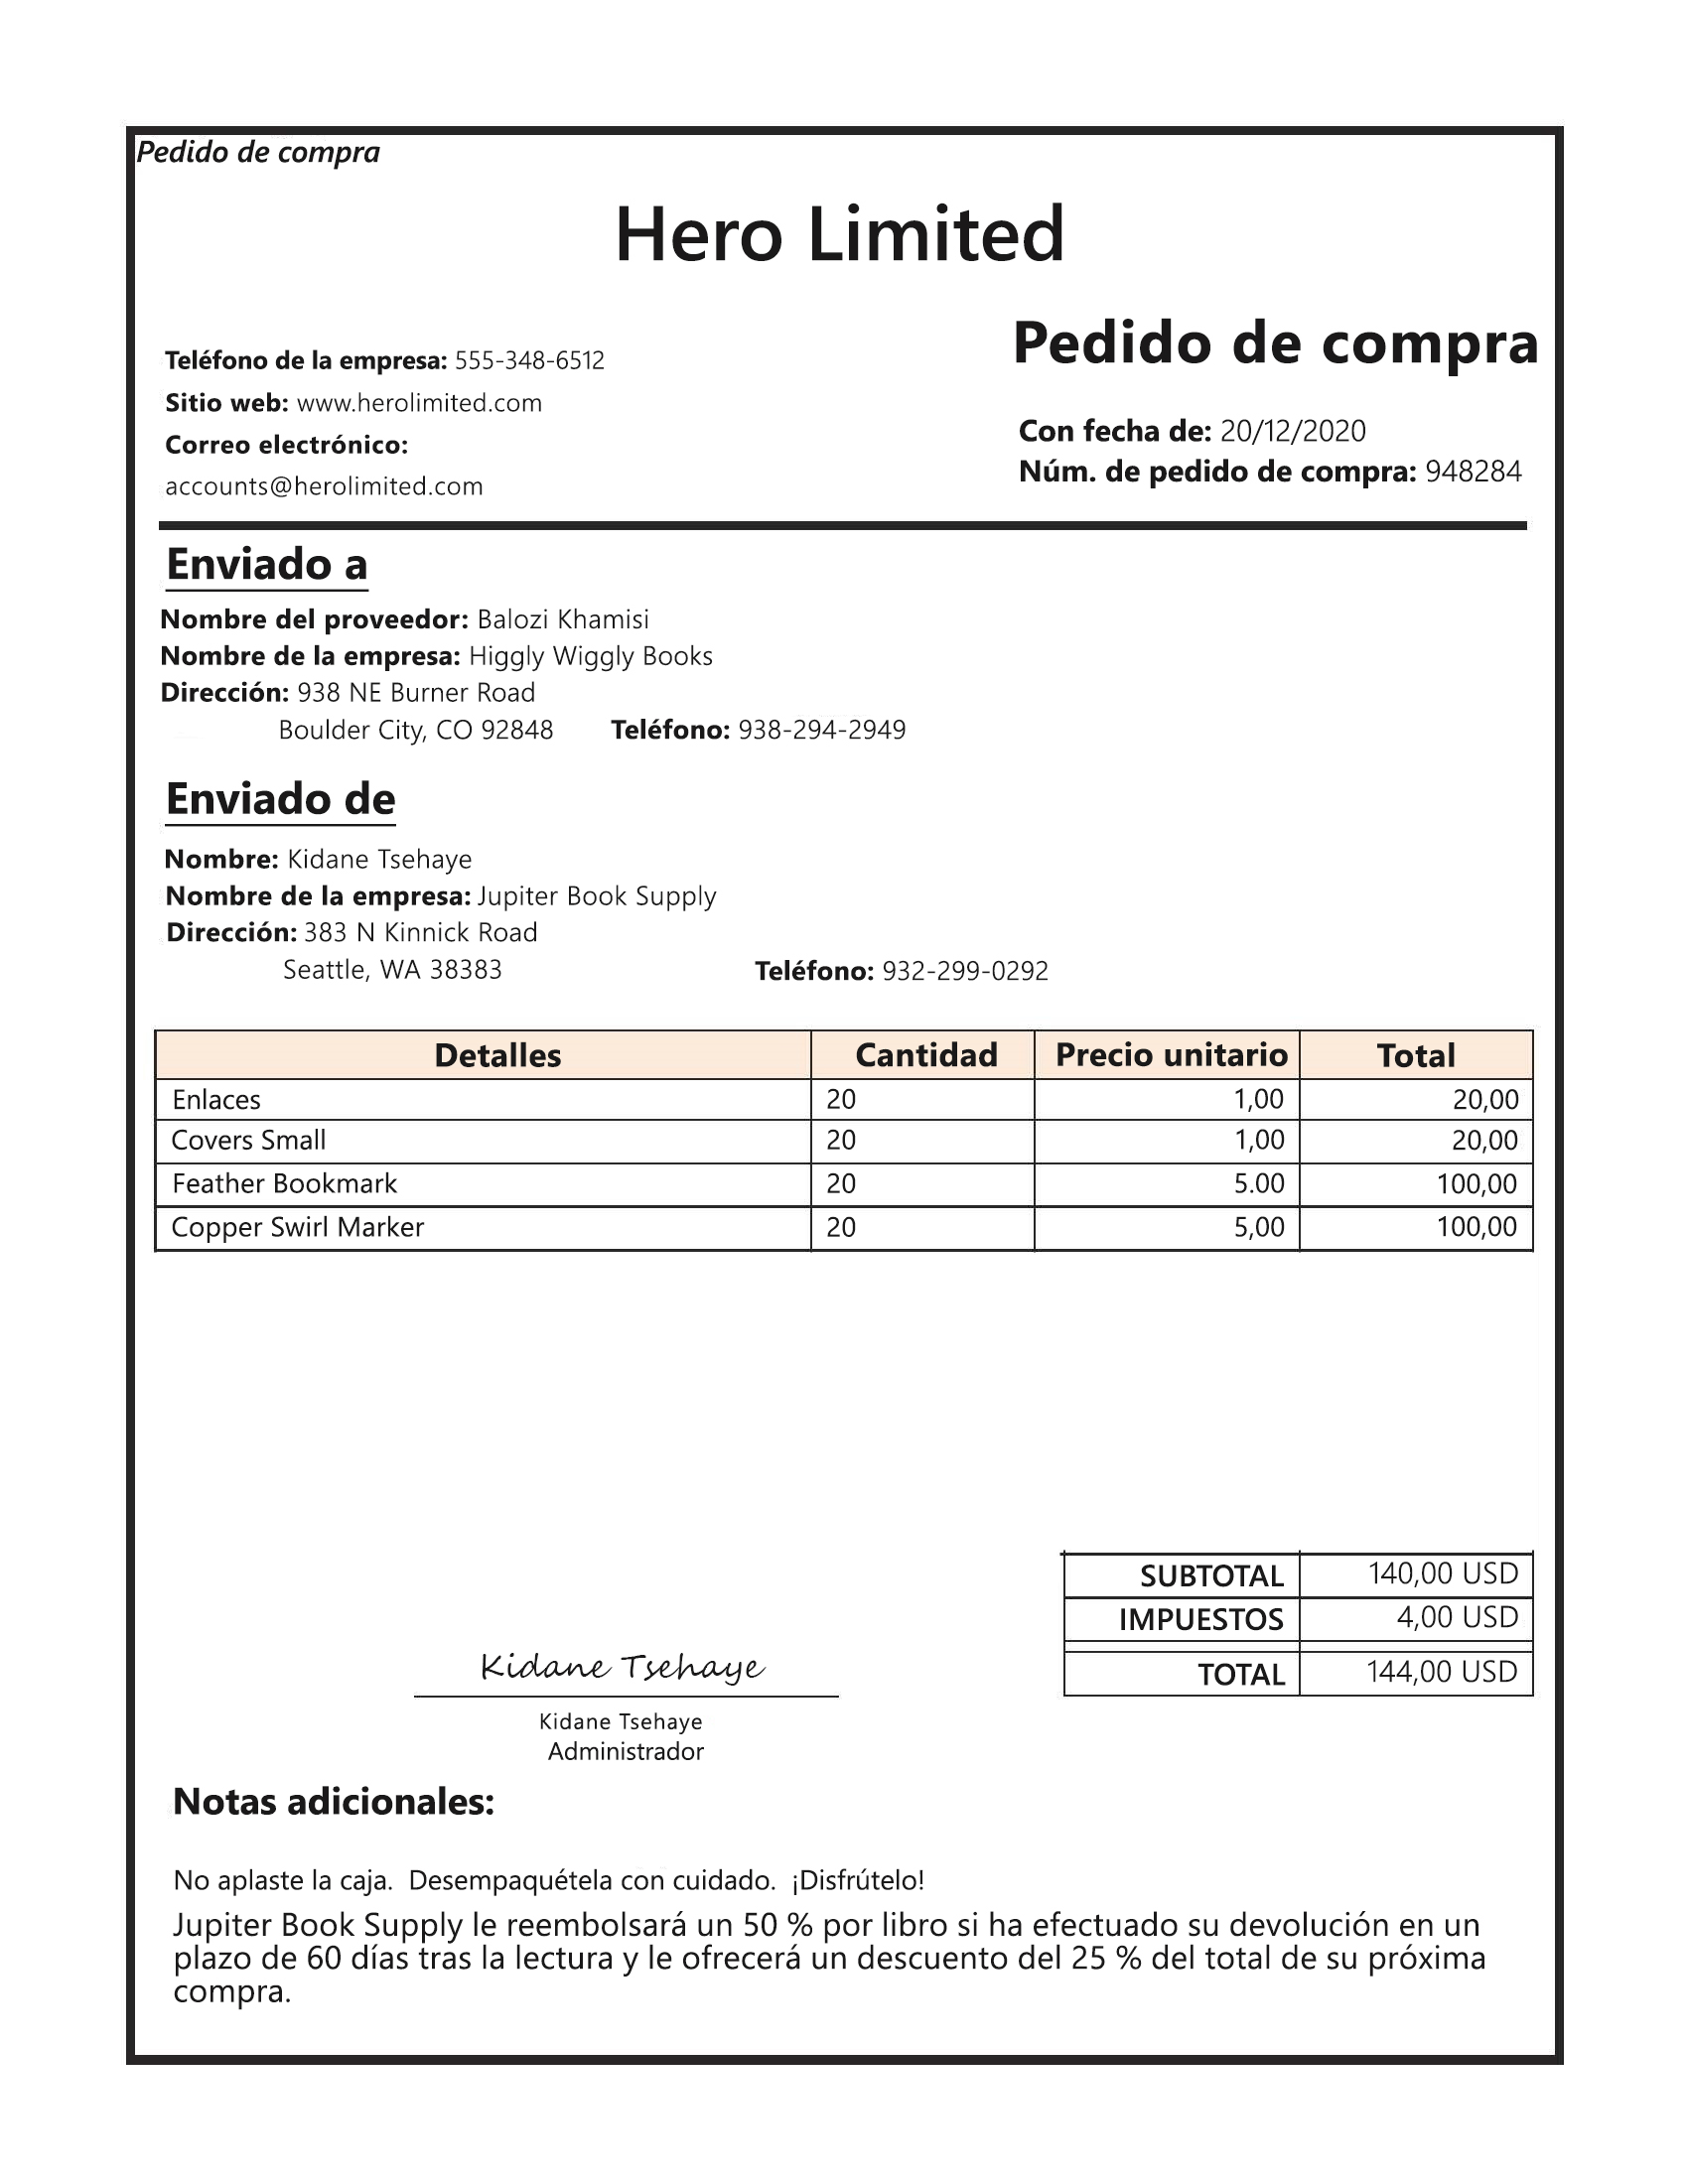 Pedido de compra
Hero Limited
Pedido de compra
Teléfono de la empresa: 555-348-6512
Sitio web: www.herolimited.com
Correo electrónico:
accounts@herolimited.com
Con fecha de: 20/12/2020
Núm. de pedido de compra: 948284
Enviado a
Nombre del proveedor: Balozi Khamisi
Nombre de la empresa: Higgly Wiggly Books
Dirección: 938 NE Burner Road
Boulder City, CO 92848 Teléfono: 938-294-2949
Enviado de
Nombre: Kidane Tsehaye
Nombre de la empresa: Jupiter Book Supply
Dirección: 383 N Kinnick Road
Seattle, WA 38383 Teléfono: 932-299-0292
Detalles Cantidad Precio unitario Total
Enlaces 20 1,00 20,00
Covers Small 20 1,00 20,00
Feather Bookmark 20 5.00 100,00
Copper Swirl Marker 20 5,00 100,00
SUBTOTAL 140,00 USD
IMPUESTOS 4,00 USD
TOTAL 144,00 USD
Kidane Tsehaye
Kidane Tsehaye
Administrador
Notas adicionales:
No aplaste la caja. Desempaquétela con cuidado. ¡Disfrútelo!
Jupiter Book Supply le reembolsará un 50 % por libro si ha efectuado su devolución en un
plazo de 60 días tras la lectura y le ofrecerá un descuento del 25 % del total de su próxima
compra.